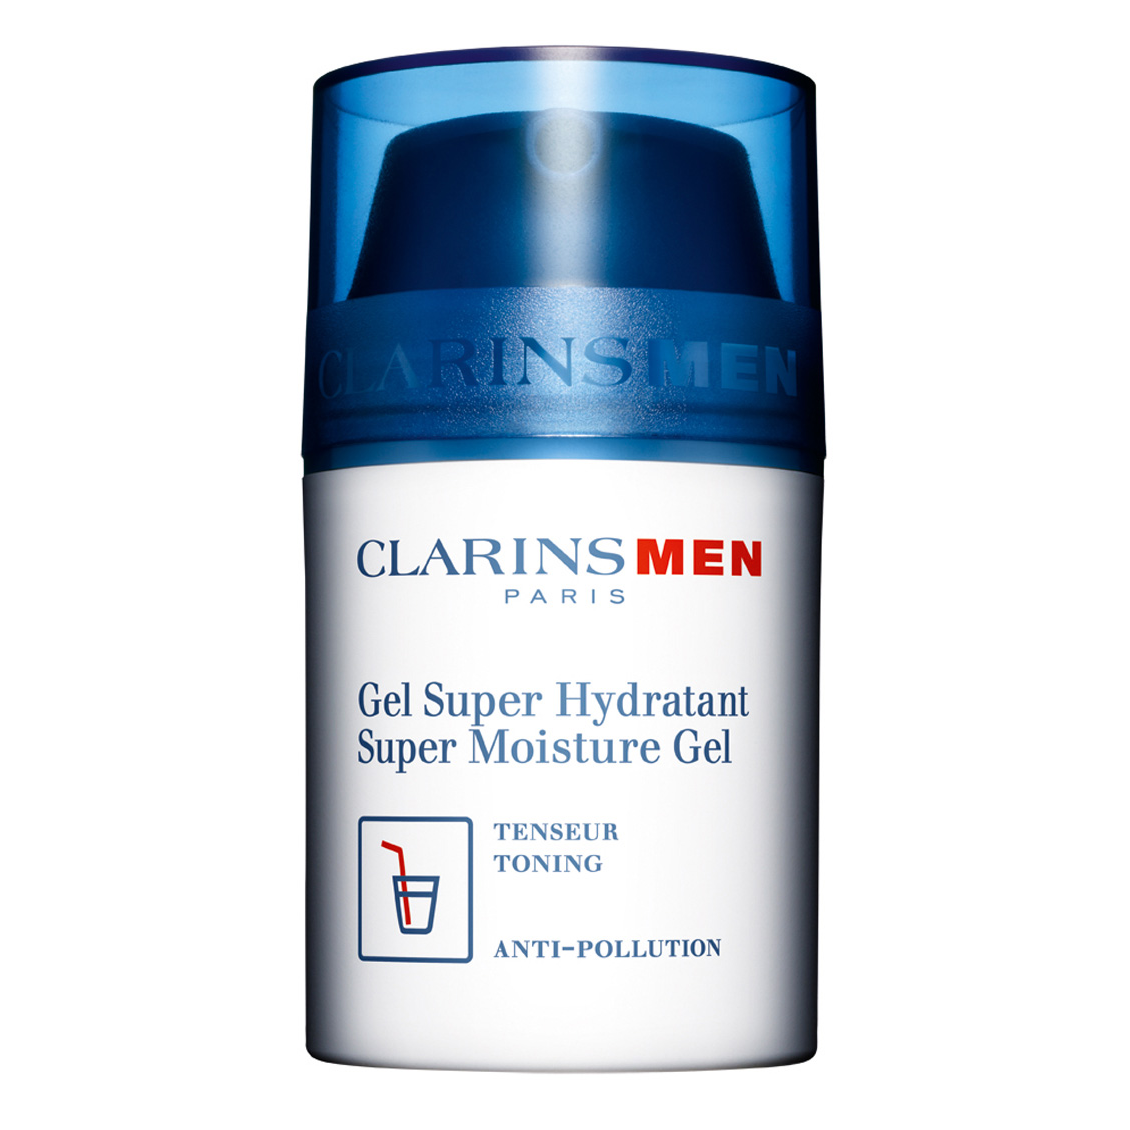 CLARINSMEN
CLARINSMEN
PARIS
Gel Super Hydratant
Super Moisture Gel
TENSEUR
TONING
ANTI-POLLUTION